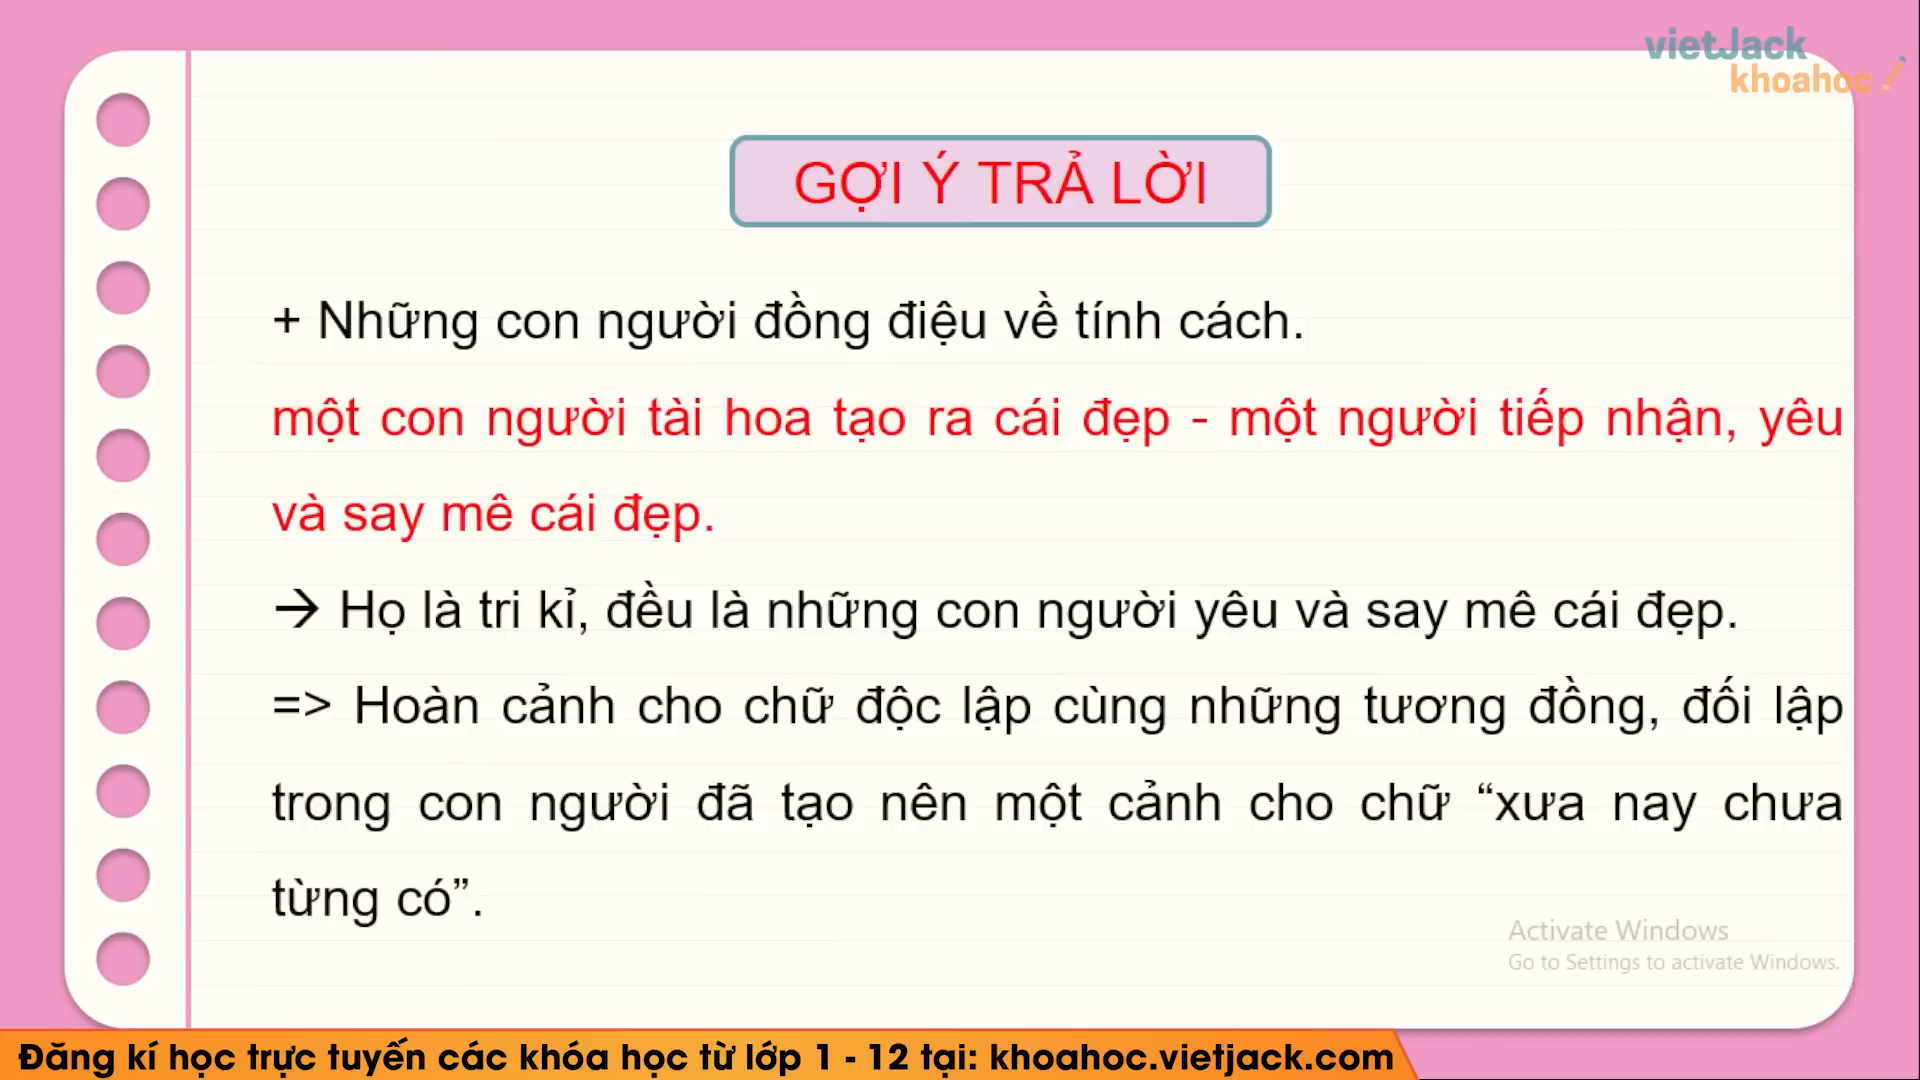 vietJack
khoahoc
GỢI Ý TRẢ LỜI
+ Những con người đồng điệu về tính cách.
một con người tài hoa tạo ra cái đẹp - một người tiếp nhận, yêu
và say mê cái đẹp.
→ Họ là tri kỉ, đều là những con người yêu và say mê cái đẹp.
=> Hoàn cảnh cho chữ độc lập cùng những tương đồng, đối lập
trong con người đã tạo nên một cảnh cho chữ “xưa nay chưa
từng có”.
Activate Windows
Go to Settings to activate Windows.
Đăng kí học trực tuyến các khóa học từ lớp 1 - 12 tại: khoahoc.vietjack.com